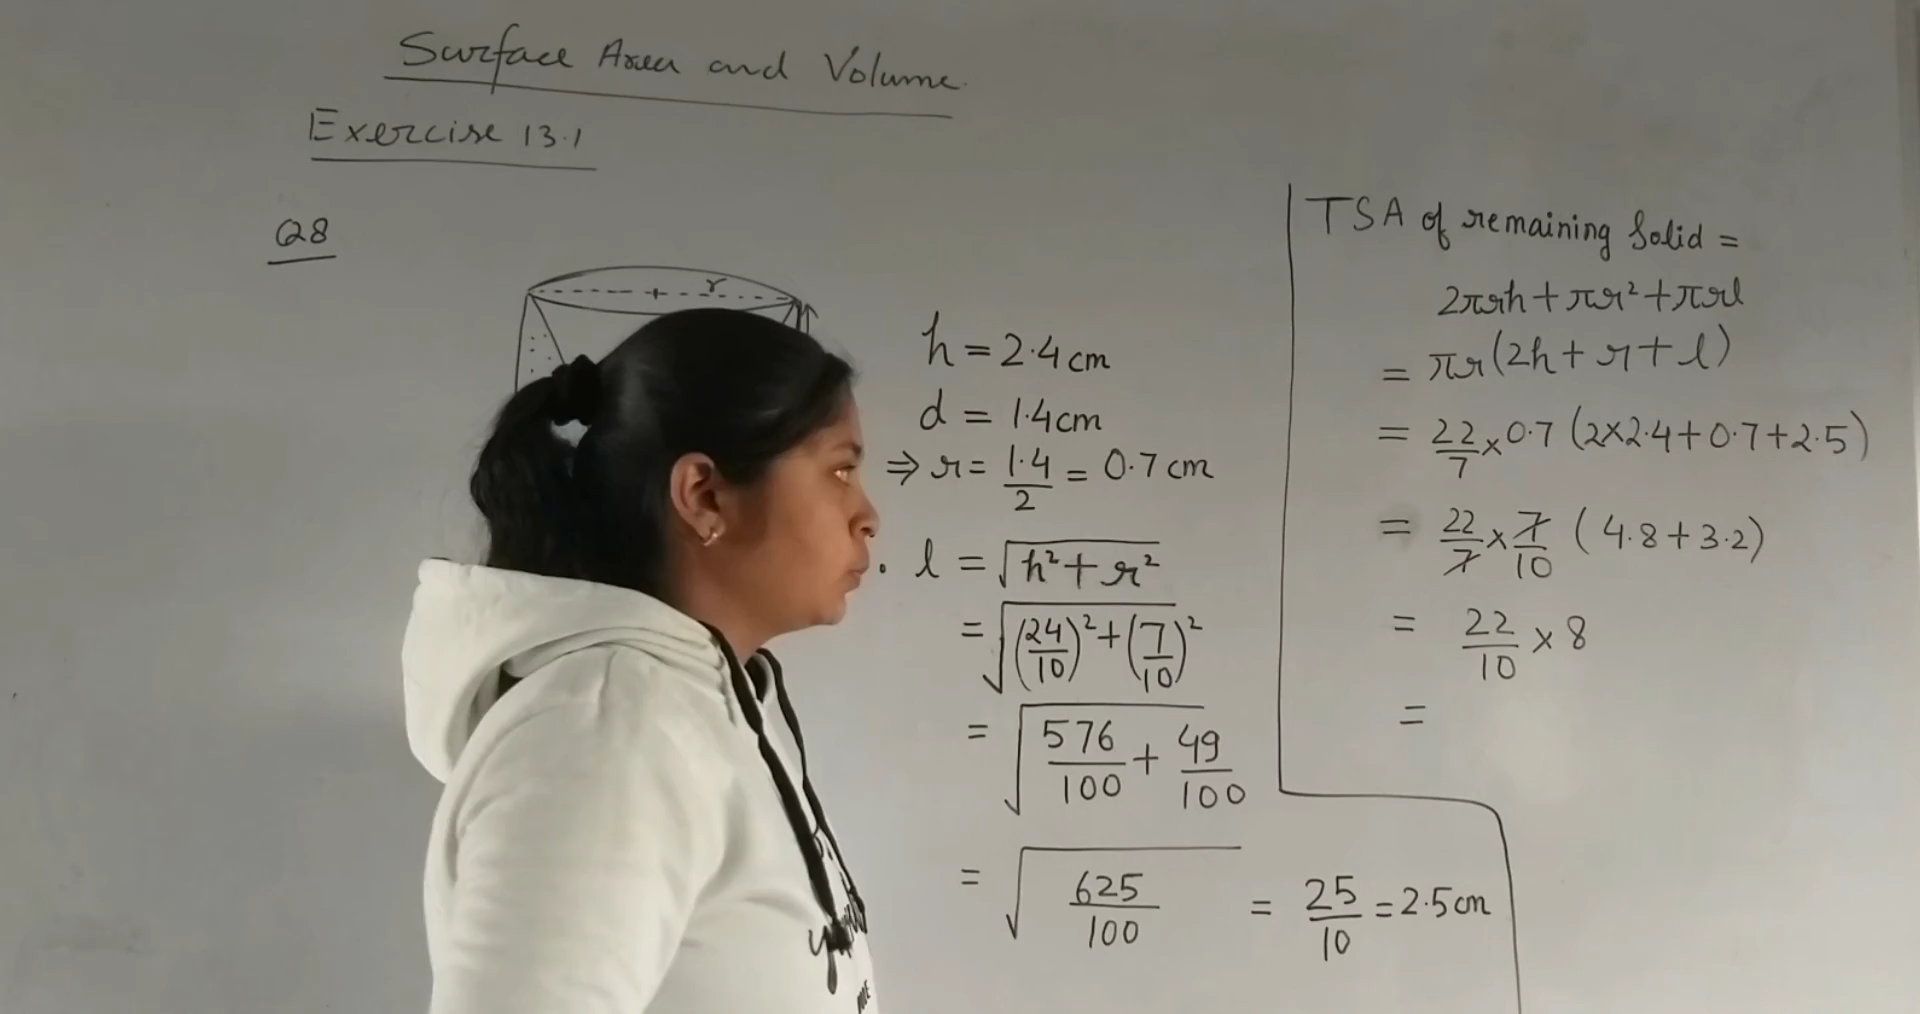 Surface Area and Volume.
Exercise 13.1
Q8
r
h = 2.4 cm
d = 1.4 cm
⇒ r = 1.4/2 = 0.7 cm
. l = √(h² + r²)
= √((24/10)² + (7/10)²)
= √(576/100 + 49/100)
= √(625/100) = 25/10 = 2.5 cm
TSA of remaining Solid =
2πrh + πr² + πrl
= πr (2h + r + l)
= 22/7 × 0.7 (2×2.4 + 0.7 + 2.5)
= 22/7 × 7/10 (4.8 + 3.2)
= 22/10 × 8
=